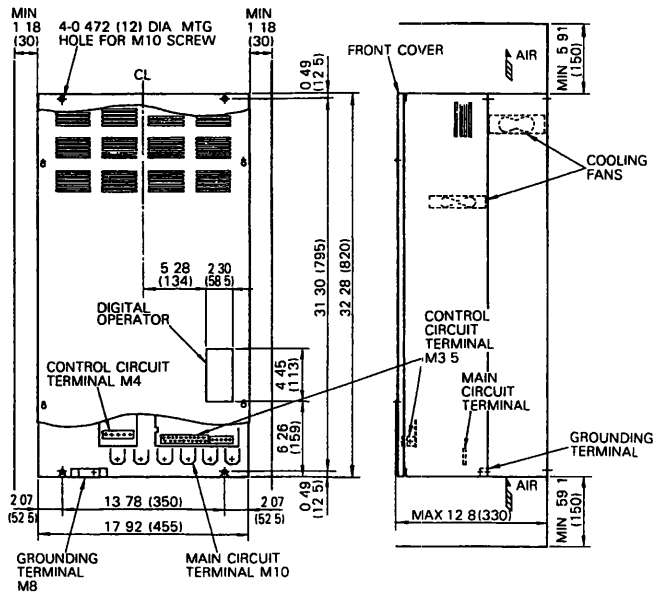 MIN
1 18
(30)
4-0 472 (12) DIA MTG
HOLE FOR M10 SCREW
MIN
1 18
(30)
CL
0 49
(12 5)
FRONT COVER
AIR
MIN 5 91
(150)
COOLING
FANS
5 28
(134)
2 30
(58 5)
31 30 (795)
32 28 (820)
DIGITAL
OPERATOR
CONTROL
CIRCUIT
TERMINAL
M3 5
CONTROL CIRCUIT
TERMINAL M4
4 45
(113)
MAIN
CIRCUIT
TERMINAL
6 26
(159)
GROUNDING
TERMINAL
2 07
(52 5)
13 78 (350)
2 07
(52 5)
0 49
(12 5)
17 92 (455)
AIR
MAX 12 8 (330)
MIN 59 1
(150)
GROUNDING
TERMINAL
M8
MAIN CIRCUIT
TERMINAL M10